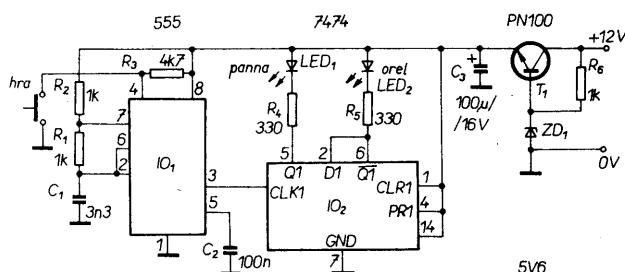 555 7474 PN100
+12V
R3 4k7
panna LED1
orel LED2
C3 100µ/16V
T1
R6 1k
hra
R2 1k
4 8
R4 330
R5 330
7
ZD1
R1 1k
6
2
IO1
5 2 6
0V
Q1 D1 Q1
C1 3n3
3
CLK1
IO2
CLR1 1
PR1 4
14
5
GND
1
C2 100n
7
5V6